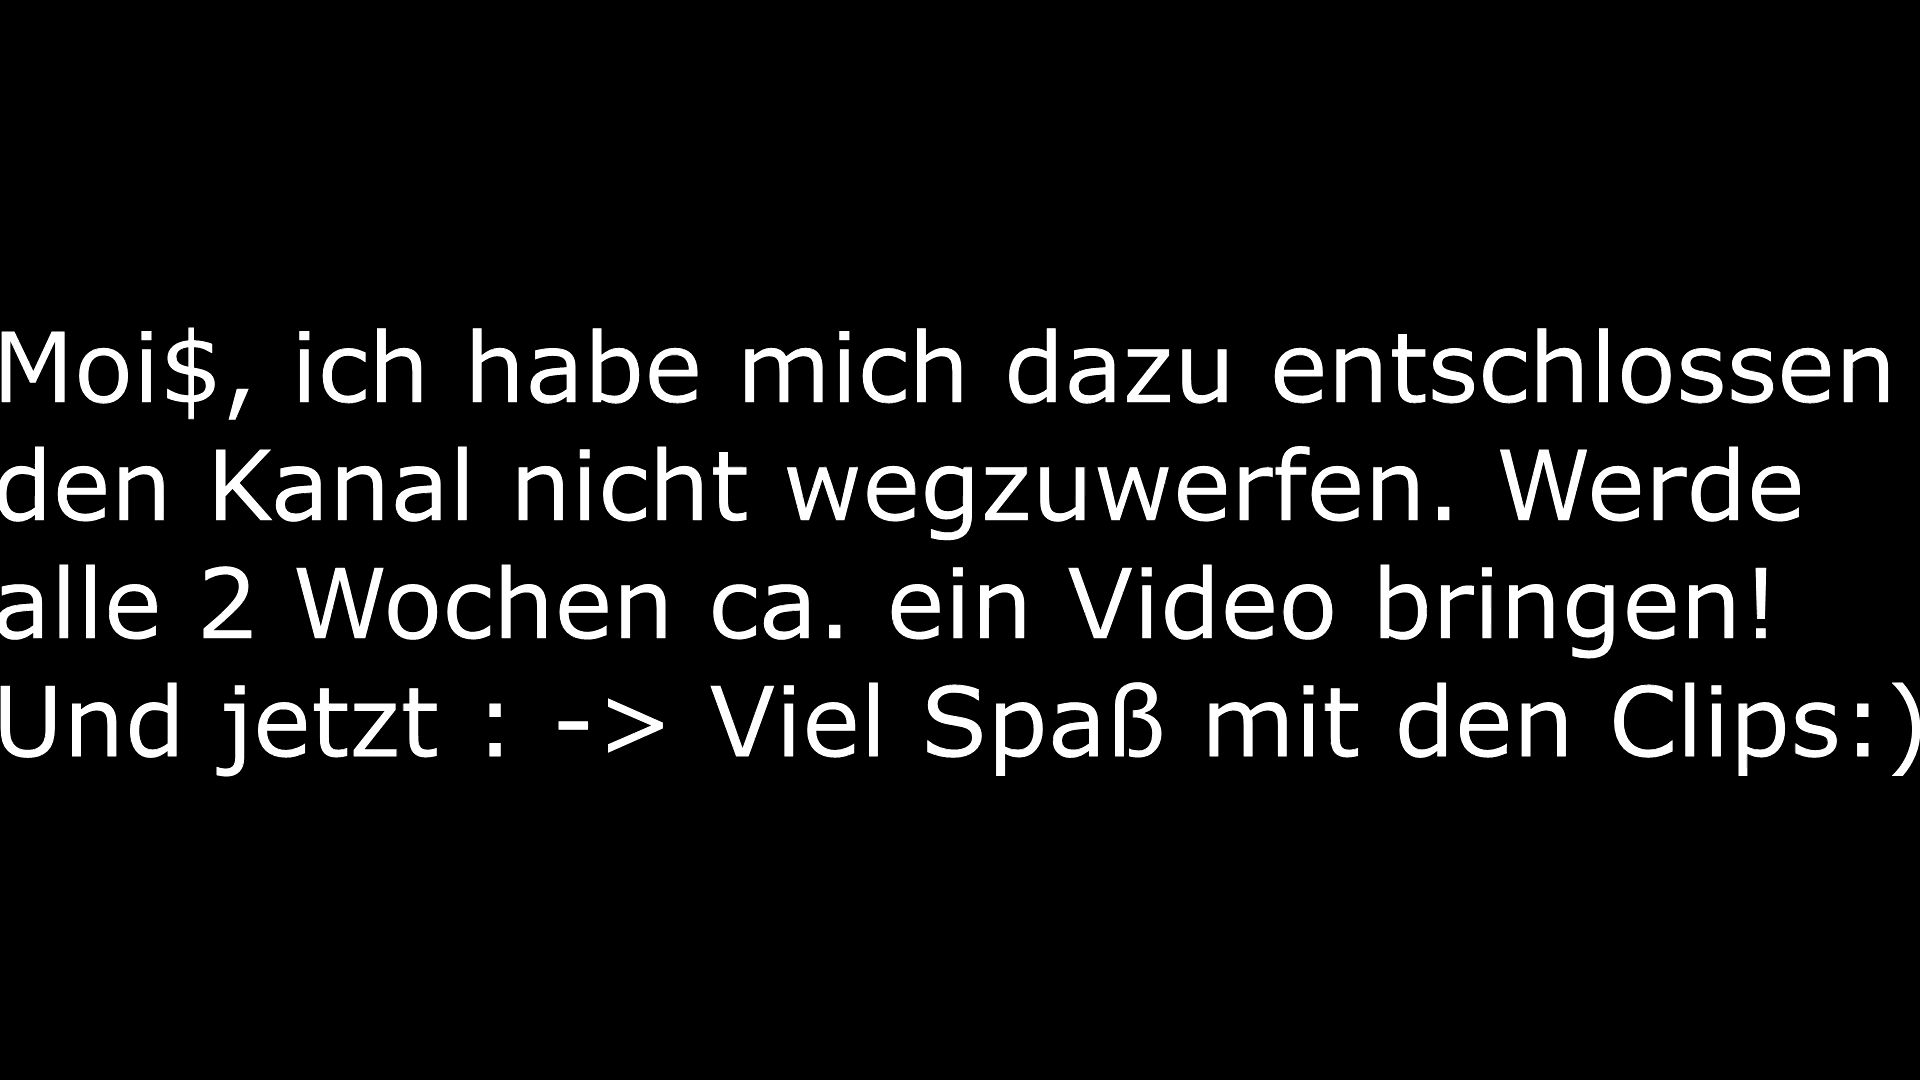 Moi$, ich habe mich dazu entschlossen
den Kanal nicht wegzuwerfen. Werde
alle 2 Wochen ca. ein Video bringen!
Und jetzt : -> Viel Spaß mit den Clips:)